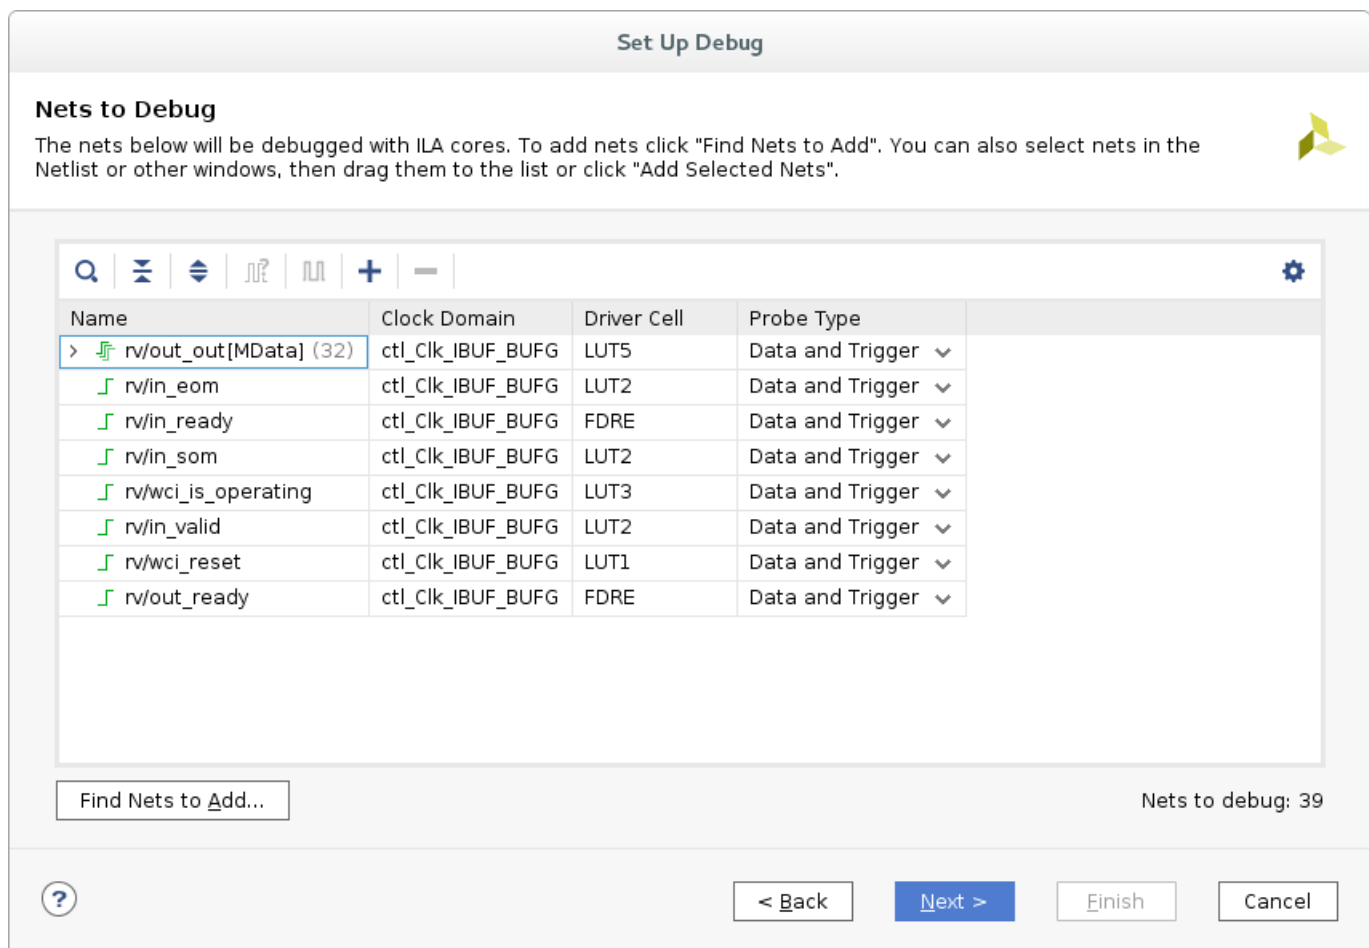 Set Up Debug
Nets to Debug
The nets below will be debugged with ILA cores. To add nets click "Find Nets to Add". You can also select nets in the
Netlist or other windows, then drag them to the list or click "Add Selected Nets".
Name Clock Domain Driver Cell Probe Type
rv/out_out[MData] (32) ctl_Clk_IBUF_BUFG LUT5 Data and Trigger
rv/in_eom ctl_Clk_IBUF_BUFG LUT2 Data and Trigger
rv/in_ready ctl_Clk_IBUF_BUFG FDRE Data and Trigger
rv/in_som ctl_Clk_IBUF_BUFG LUT2 Data and Trigger
rv/wci_is_operating ctl_Clk_IBUF_BUFG LUT3 Data and Trigger
rv/in_valid ctl_Clk_IBUF_BUFG LUT2 Data and Trigger
rv/wci_reset ctl_Clk_IBUF_BUFG LUT1 Data and Trigger
rv/out_ready ctl_Clk_IBUF_BUFG FDRE Data and Trigger
Find Nets to Add... Nets to debug: 39
? < Back Next > Finish Cancel